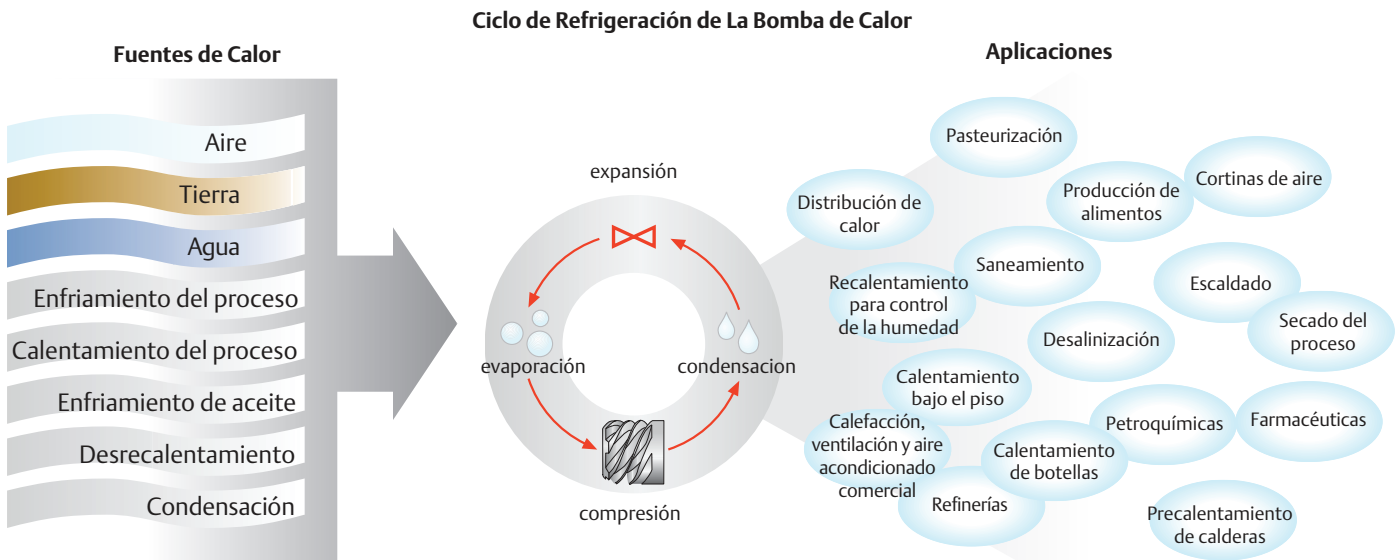 Ciclo de Refrigeración de La Bomba de Calor
Fuentes de Calor
Aire
Tierra
Agua
Enfriamiento del proceso
Calentamiento del proceso
Enfriamiento de aceite
Desrecalentamiento
Condensación
expansión
evaporación
condensacion
compresión
Aplicaciones
Pasteurización
Cortinas de aire
Producción de
alimentos
Distribución de
calor
Saneamiento
Escaldado
Recalentamiento
para control
de la humedad
Secado del
proceso
Desalinización
Calentamiento
bajo el piso
Petroquímicas
Farmacéuticas
Calefacción,
ventilación y aire
acondicionado
comercial
Calentamiento
de botellas
Refinerías
Precalentamiento
de calderas